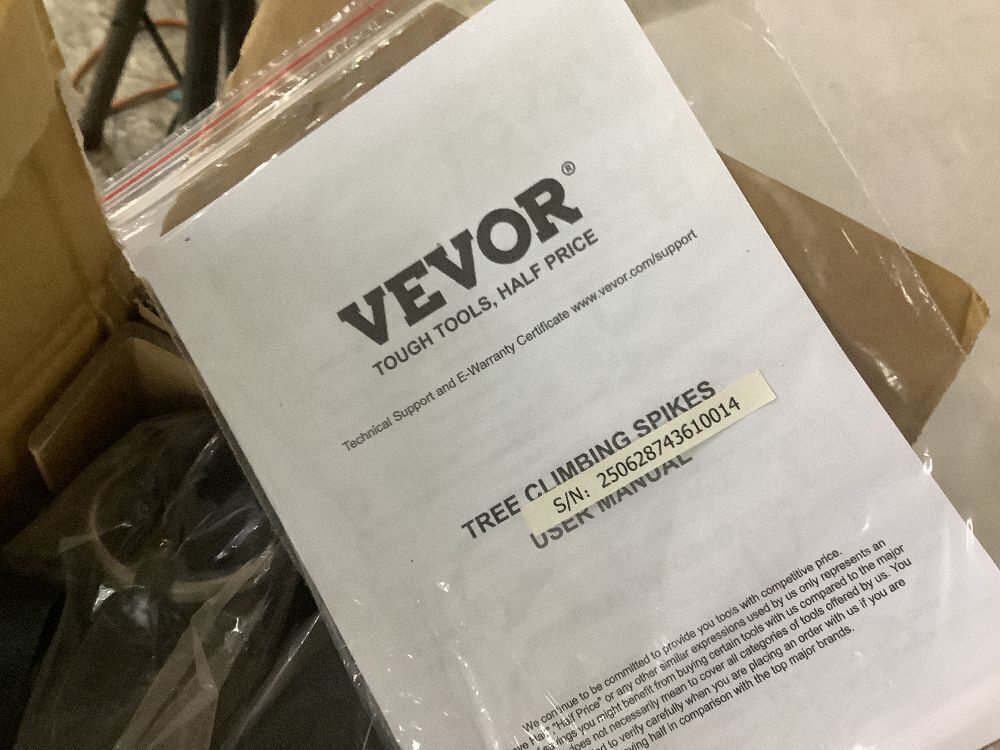 VEVOR®
TOUGH TOOLS, HALF PRICE
Technical Support and E-Warranty Certificate www.vevor.com/support
TREE CLIMBING SPIKES
S/N: 250628743610014
USER MANUAL
We continue to be committed to provide you tools with competitive price.
Half", "Half Price" or any other similar expressions used by us only represents an
savings you might benefit from buying certain tools with us compared to the major
does not necessarily mean to cover all categories of tools offered by us. You
to verify carefully when you are placing an order with us if you are
saving half in comparison with the top major brands.